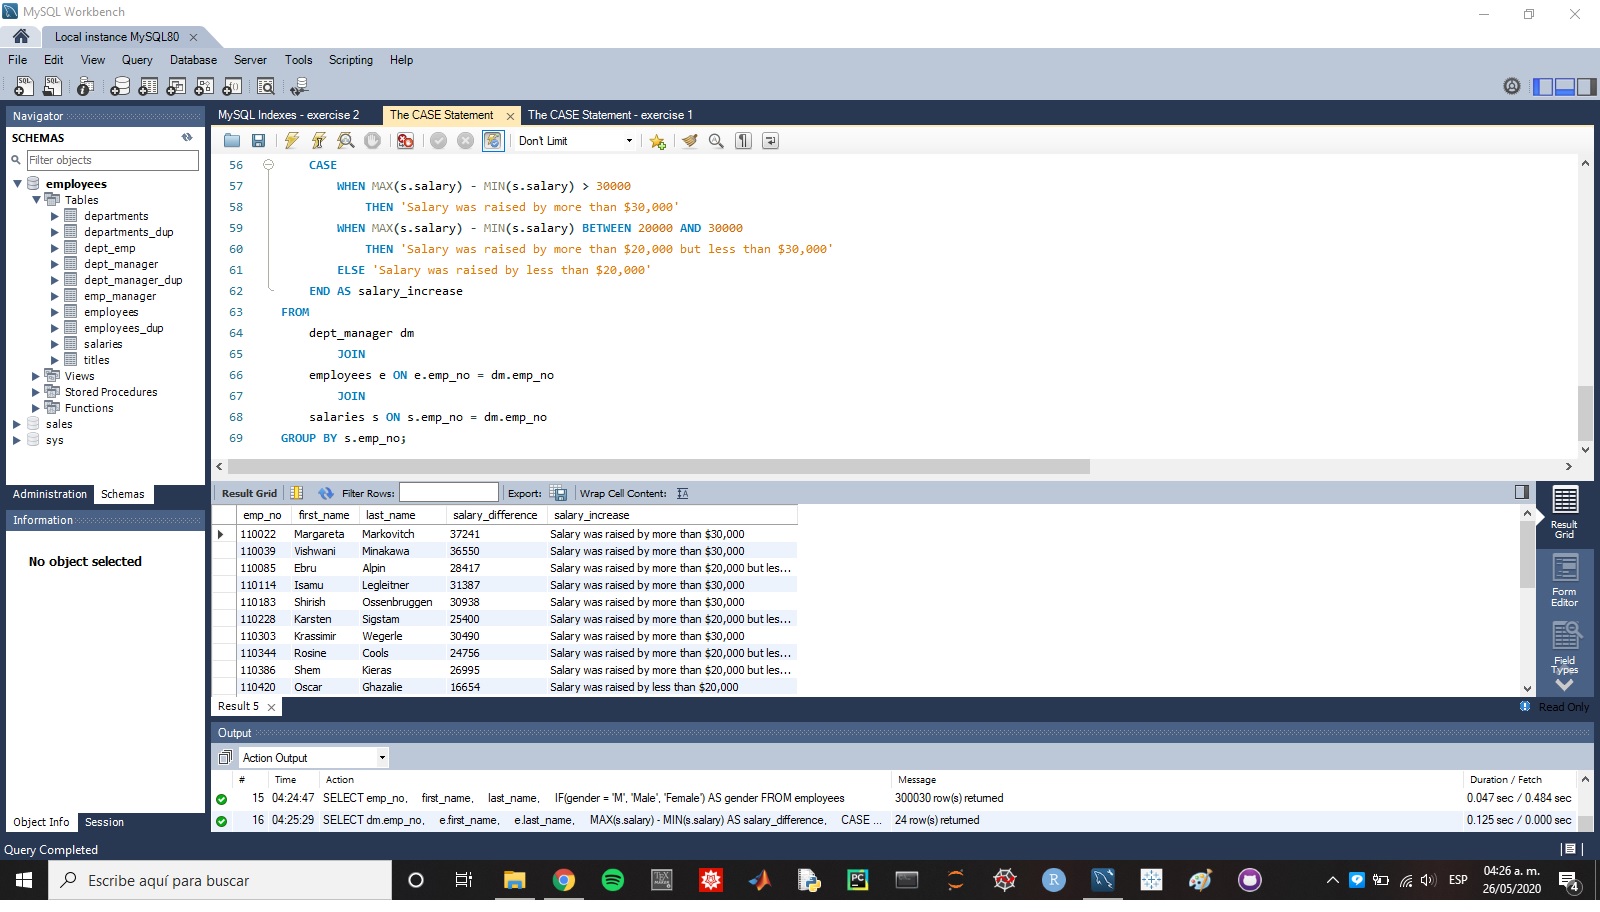 MySQL Workbench
Local instance MySQL80
File Edit View Query Database Server Tools Scripting Help
Navigator
SCHEMAS
Filter objects
employees
Tables
departments
departments_dup
dept_emp
dept_manager
dept_manager_dup
emp_manager
employees
employees_dup
salaries
titles
Views
Stored Procedures
Functions
sales
sys
Administration Schemas
Information
No object selected
Object Info Session
MySQL Indexes - exercise 2 The CASE Statement The CASE Statement - exercise 1
Don't Limit
56 CASE
57 WHEN MAX(s.salary) - MIN(s.salary) > 30000
58 THEN 'Salary was raised by more than $30,000'
59 WHEN MAX(s.salary) - MIN(s.salary) BETWEEN 20000 AND 30000
60 THEN 'Salary was raised by more than $20,000 but less than $30,000'
61 ELSE 'Salary was raised by less than $20,000'
62 END AS salary_increase
63 FROM
64 dept_manager dm
65 JOIN
66 employees e ON e.emp_no = dm.emp_no
67 JOIN
68 salaries s ON s.emp_no = dm.emp_no
69 GROUP BY s.emp_no;
Result Grid Filter Rows: Export: Wrap Cell Content:
emp_no first_name last_name salary_difference salary_increase
110022 Margareta Markovitch 37241 Salary was raised by more than $30,000
110039 Vishwani Minakawa 36550 Salary was raised by more than $30,000
110085 Ebru Alpin 28417 Salary was raised by more than $20,000 but les...
110114 Isamu Legleitner 31387 Salary was raised by more than $30,000
110183 Shirish Ossenbruggen 30938 Salary was raised by more than $30,000
110228 Karsten Sigstam 25400 Salary was raised by more than $20,000 but les...
110303 Krassimir Wegerle 30490 Salary was raised by more than $30,000
110344 Rosine Cools 24756 Salary was raised by more than $20,000 but les...
110386 Shem Kieras 26995 Salary was raised by more than $20,000 but les...
110420 Oscar Ghazalie 16654 Salary was raised by less than $20,000
Result Grid
Form Editor
Field Types
Result 5
Read Only
Output
Action Output
# Time Action Message Duration / Fetch
15 04:24:47 SELECT emp_no, first_name, last_name, IF(gender = 'M', 'Male', 'Female') AS gender FROM employees 300030 row(s) returned 0.047 sec / 0.484 sec
16 04:25:29 SELECT dm.emp_no, e.first_name, e.last_name, MAX(s.salary) - MIN(s.salary) AS salary_difference, CASE ... 24 row(s) returned 0.125 sec / 0.000 sec
Query Completed
Escribe aquí para buscar
ESP
04:26 a. m.
26/05/2020
4